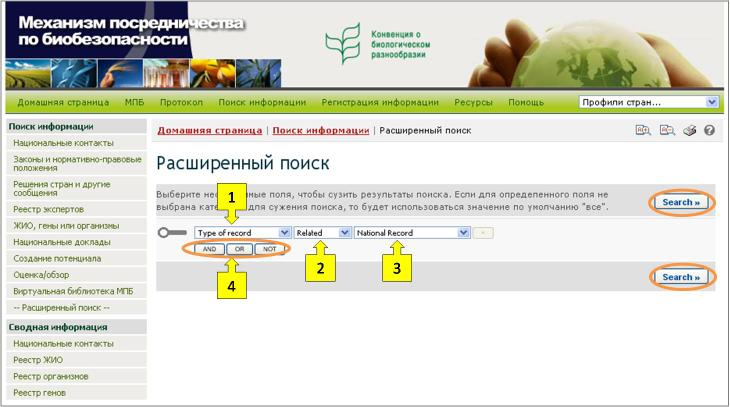 Механизм посредничества
по биобезопасности
Конвенция о
биологическом
разнообразии
Домашняя страница МПБ Протокол Поиск информации Регистрация информации Ресурсы Помощь Профили стран...
Поиск информации
Национальные контакты
Законы и нормативно-правовые
положения
Решения стран и другие
сообщения
Реестр экспертов
ЖИО, гены или организмы
Национальные доклады
Создание потенциала
Оценка/обзор
Виртуальная библиотека МПБ
-- Расширенный поиск --
Сводная информация
Национальные контакты
Реестр ЖИО
Реестр организмов
Реестр генов
Домашняя страница | Поиск информации | Расширенный поиск
Расширенный поиск
Выберите нео мые поля, чтобы сузить результаты поиска. Если для определенного поля не
выбрана кате для сужения поиска, то будет использоваться значение по умолчанию "все".
Search »
1
Type of record Related National Record
AND OR NOT
2
3
4
Search »